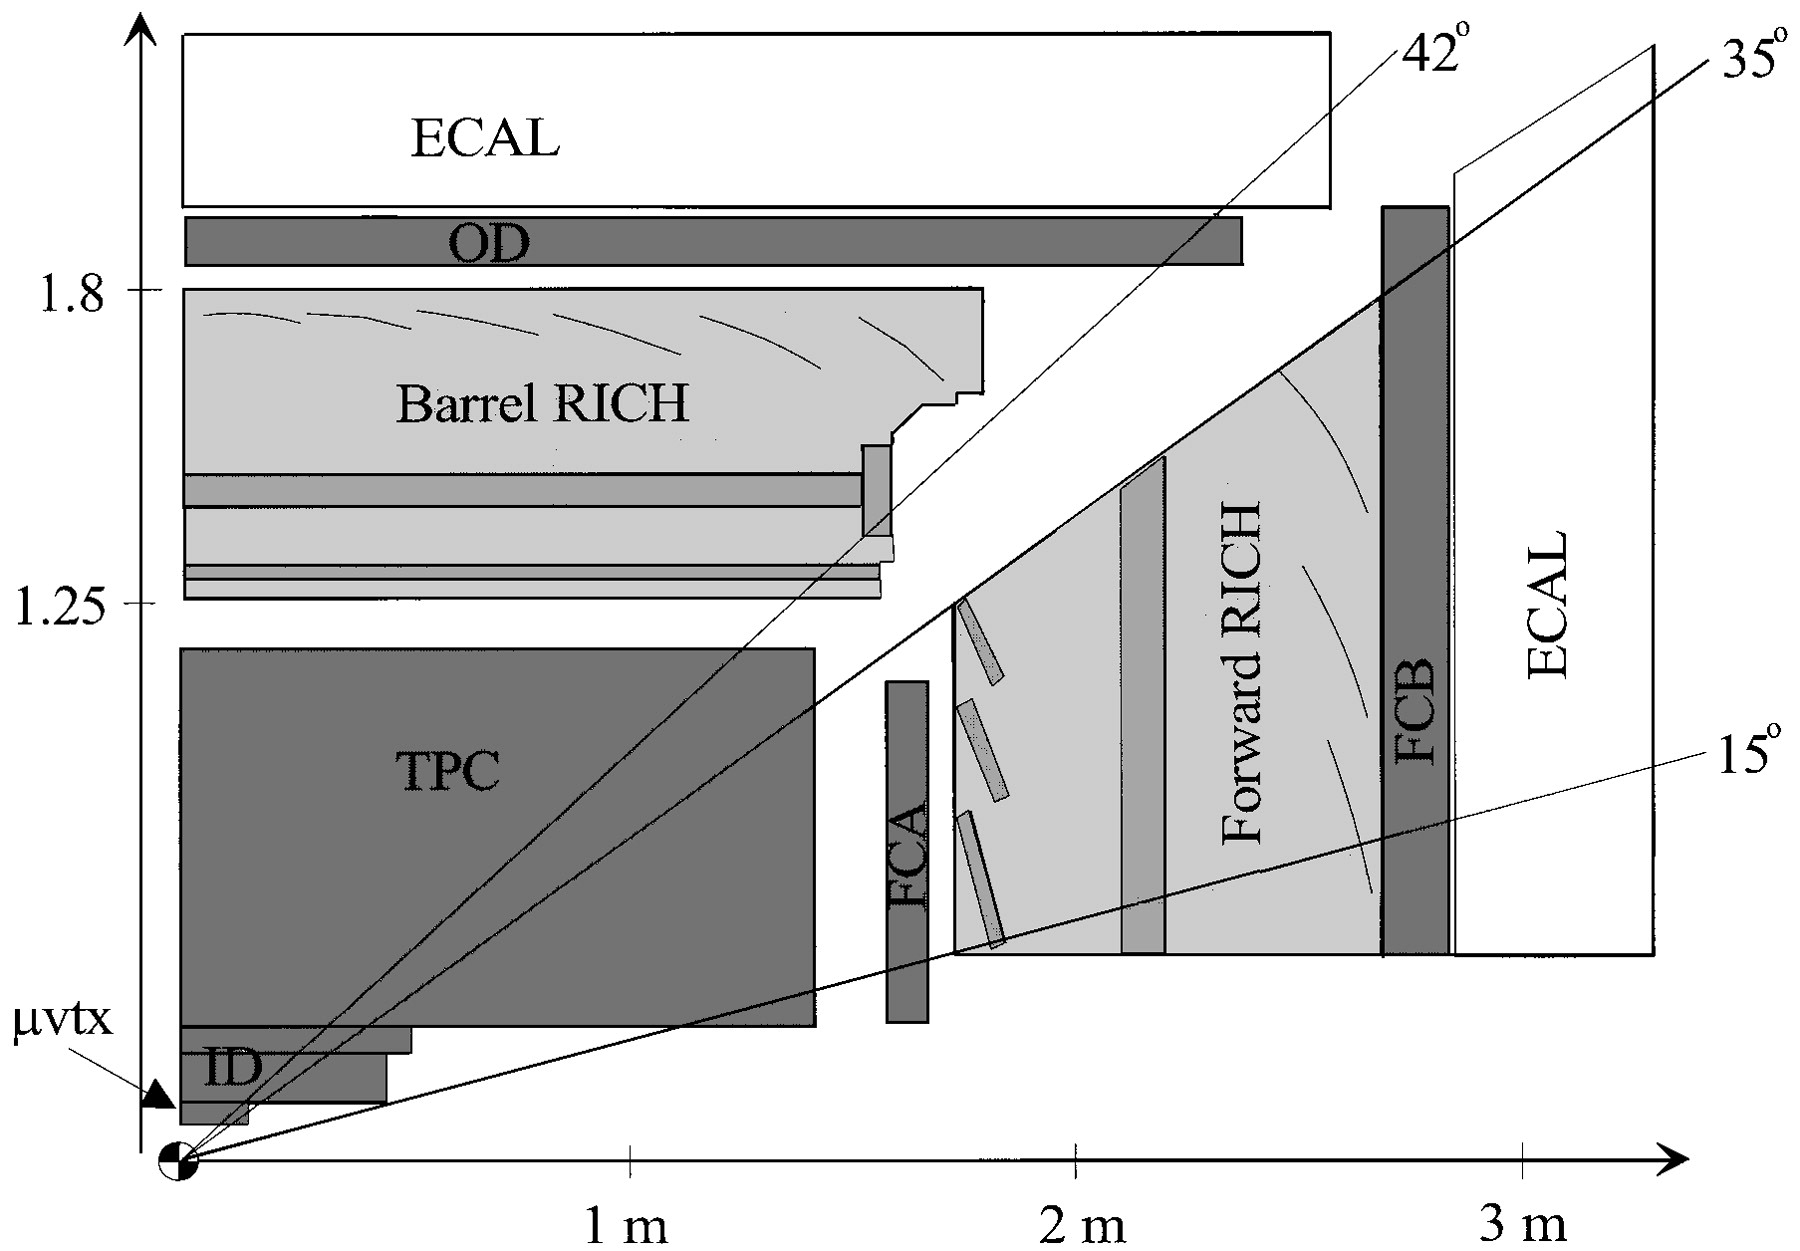 42°
35°
ECAL
OD
1.8
Barrel RICH
1.25
Forward RICH
ECAL
FCB
TPC
15°
FCA
μvtx
ID
1 m
2 m
3 m